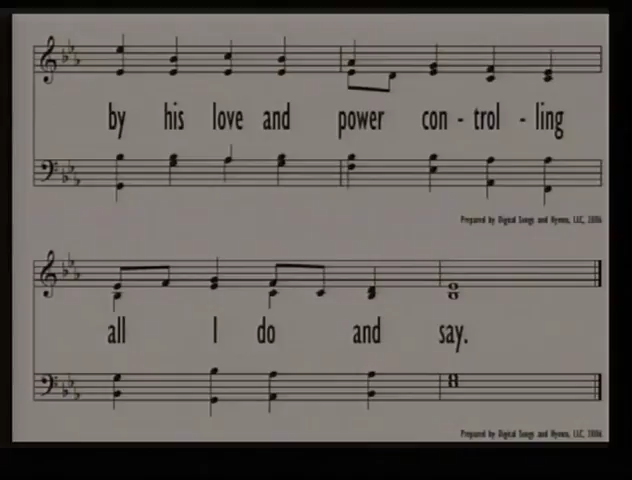 by his love and power con - trol - ling
Prepared by Digital Songs and Hymns, LLC, 2006
all I do and say.
Prepared by Digital Songs and Hymns, LLC, 2006